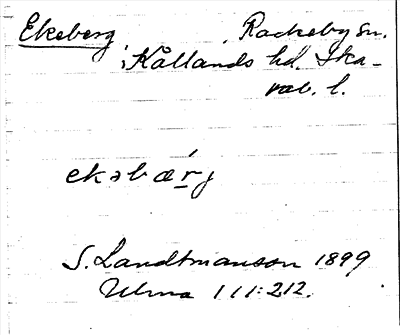 Ekeberg Rackeby sn.
i Kållands hd. Ska-
rab. l.
ekəbærj
S. Landtmanson 1899
Ulma 111:212.